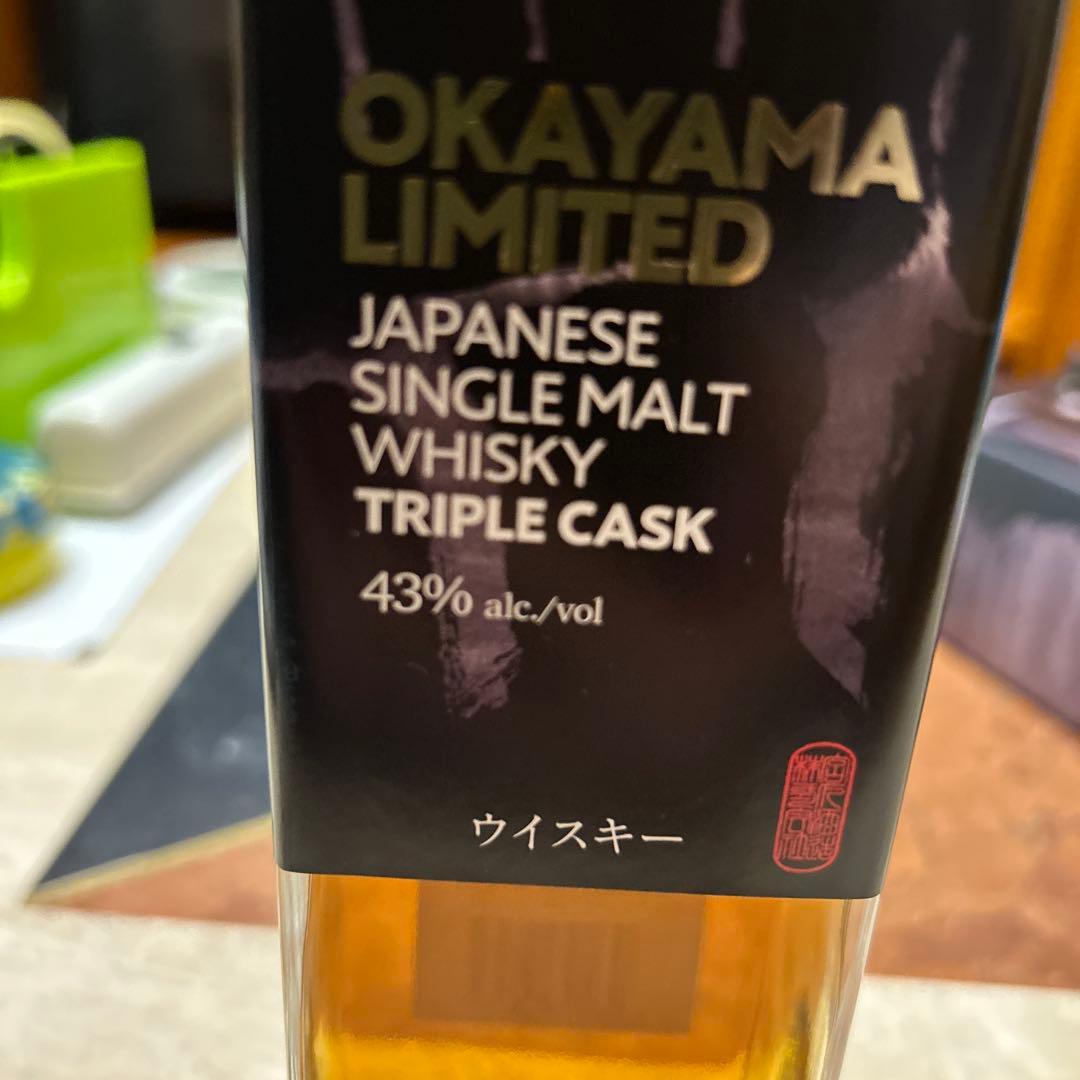 OKAYAMA
LIMITED
JAPANESE
SINGLE MALT
WHISKY
TRIPLE CASK
43% alc./vol
ウイスキー